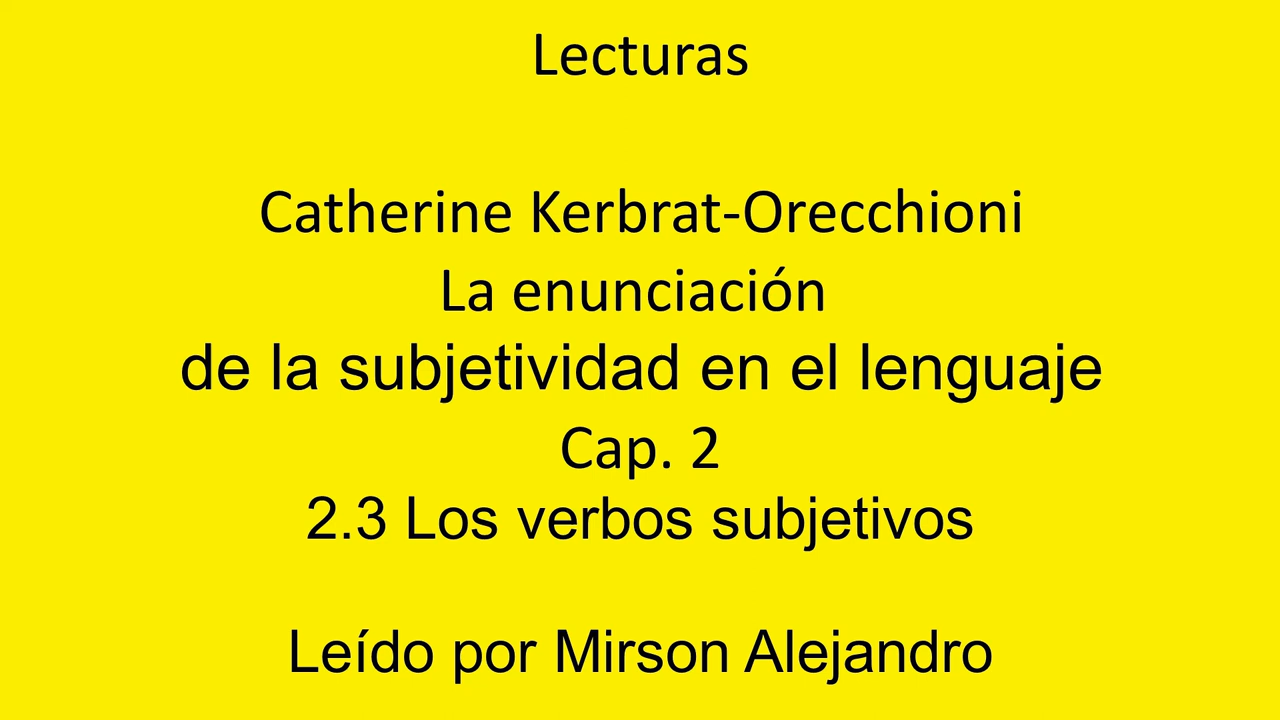 Lecturas
Catherine Kerbrat-Orecchioni
La enunciación
de la subjetividad en el lenguaje
Cap. 2
2.3 Los verbos subjetivos
Leído por Mirson Alejandro